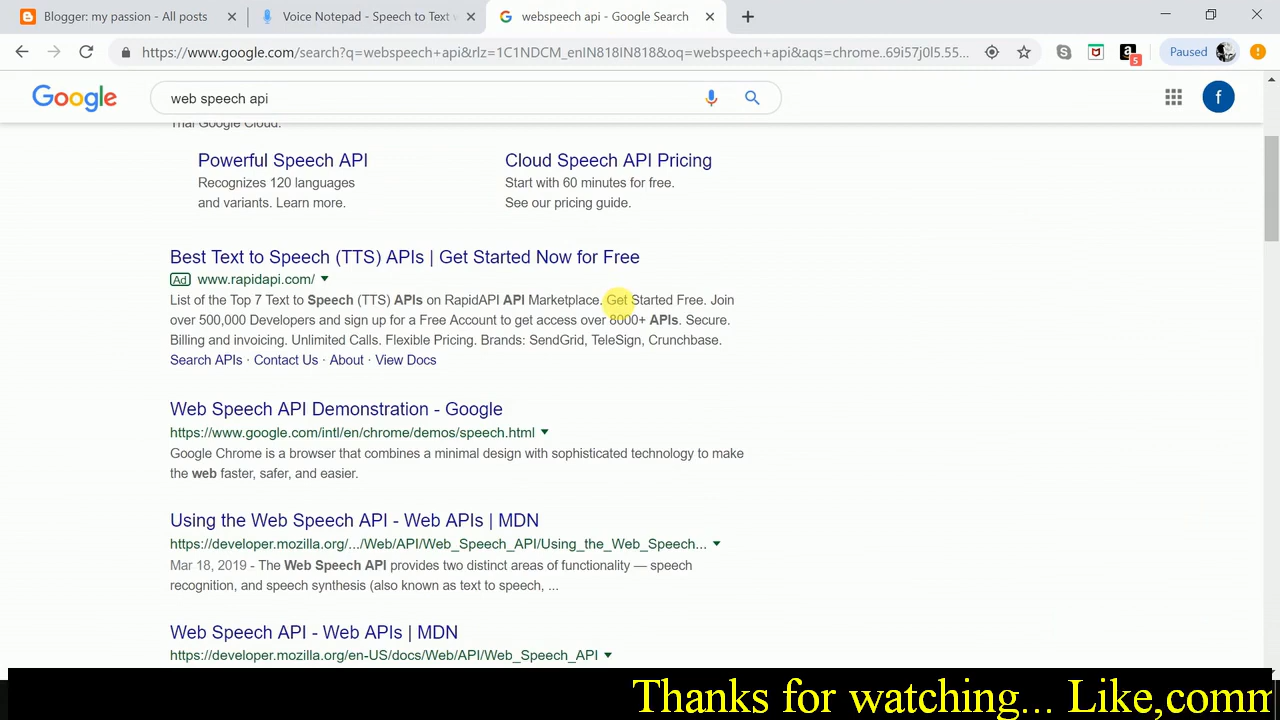 Blogger: my passion - All posts
Voice Notepad - Speech to Text w
webspeech api - Google Search
https://www.google.com/search?q=webspeech+api&rlz=1C1NDCM_enIN818IN818&oq=webspeech+api&aqs=chrome..69i57j0l5.55...
5
Paused
Google
web speech api
f
Trial Google Cloud.
Powerful Speech API
Cloud Speech API Pricing
Recognizes 120 languages
Start with 60 minutes for free.
and variants. Learn more.
See our pricing guide.
Best Text to Speech (TTS) APIs | Get Started Now for Free
Ad www.rapidapi.com/
List of the Top 7 Text to Speech (TTS) APIs on RapidAPI API Marketplace. Get Started Free. Join
over 500,000 Developers and sign up for a Free Account to get access over 8000+ APIs. Secure.
Billing and invoicing. Unlimited Calls. Flexible Pricing. Brands: SendGrid, TeleSign, Crunchbase.
Search APIs · Contact Us · About · View Docs
Web Speech API Demonstration - Google
https://www.google.com/intl/en/chrome/demos/speech.html
Google Chrome is a browser that combines a minimal design with sophisticated technology to make
the web faster, safer, and easier.
Using the Web Speech API - Web APIs | MDN
https://developer.mozilla.org/.../Web/API/Web_Speech_API/Using_the_Web_Speech...
Mar 18, 2019 - The Web Speech API provides two distinct areas of functionality — speech
recognition, and speech synthesis (also known as text to speech, ...
Web Speech API - Web APIs | MDN
https://developer.mozilla.org/en-US/docs/Web/API/Web_Speech_API
Thanks for watching... Like,comm